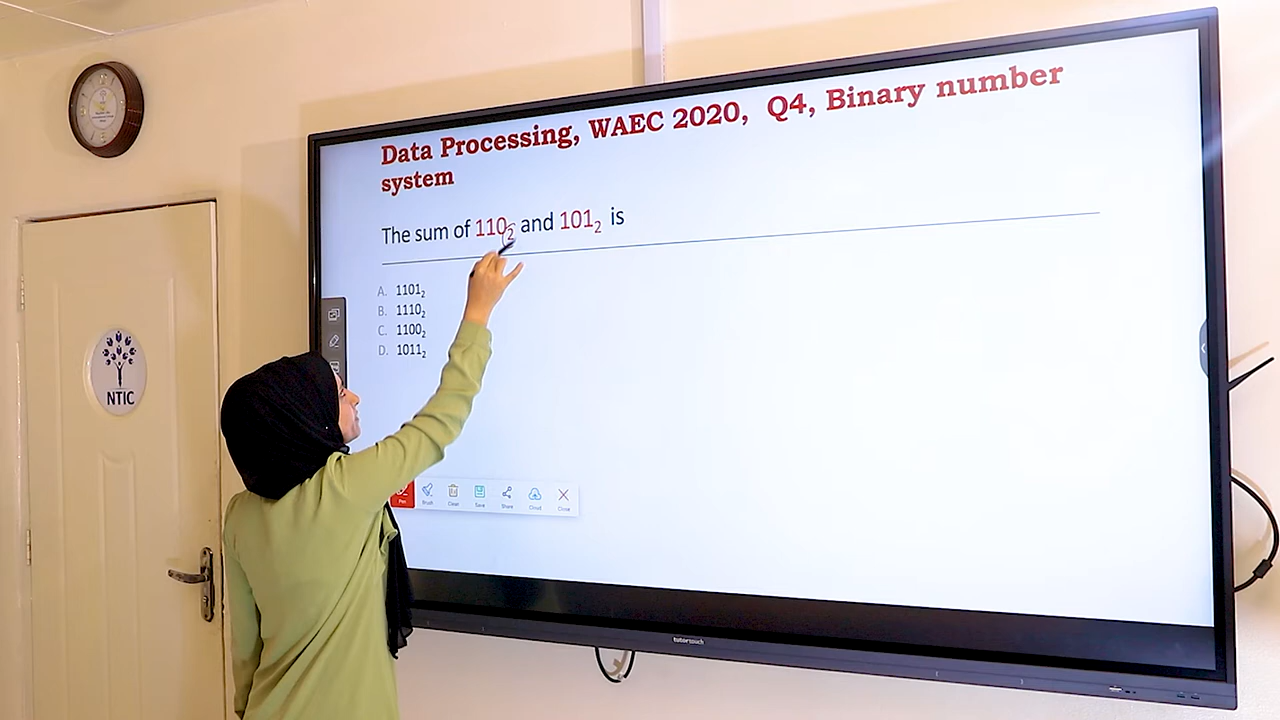 Data Processing, WAEC 2020, Q4, Binary number
system
The sum of 110₂ and 101₂ is
A. 1101₂
B. 1110₂
C. 1100₂
D. 1011₂
NTIC
Pen Brush Clear Save Share Cloud Close
tutortouch